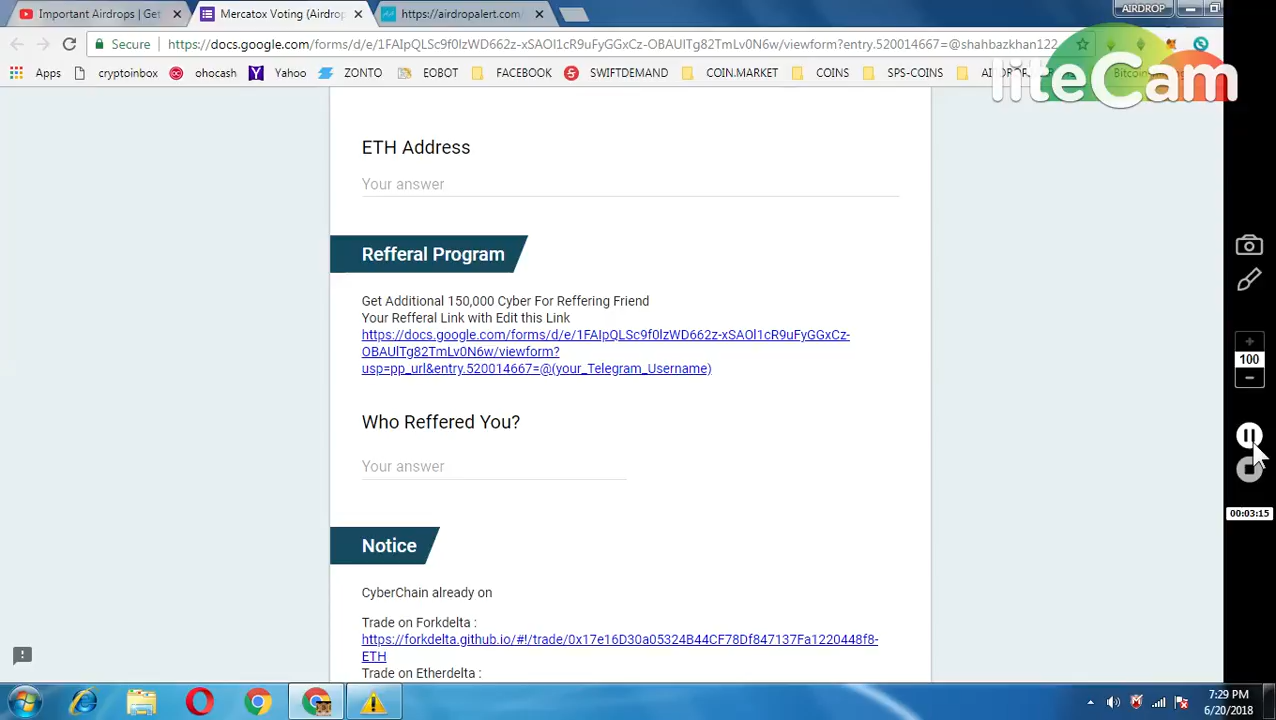 AIRDROP
Important Airdrops | Get
Mercatox Voting (Airdrop
https://airdropalert.com
Secure
https://docs.google.com/forms/d/e/1FAIpQLSc9f0lzWD662z-xSAOl1cR9uFyGGxCz-OBAUlTg82TmLv0N6w/viewform?entry.520014667=@shahbazkhan122
Apps
cryptoinbox
ohocash
Yahoo
ZONTO
EOBOT
FACEBOOK
SWIFTDEMAND
COIN.MARKET
COINS
SPS-COINS
liteCam
ETH Address
Your answer
Refferal Program
Get Additional 150,000 Cyber For Reffering Friend
Your Refferal Link with Edit this Link
https://docs.google.com/forms/d/e/1FAIpQLSc9f0lzWD662z-xSAOl1cR9uFyGGxCz-
OBAUlTg82TmLv0N6w/viewform?
usp=pp_url&entry.520014667=@(your_Telegram_Username)
100
Who Reffered You?
Your answer
00:03:15
Notice
CyberChain already on
Trade on Forkdelta :
https://forkdelta.github.io/#!/trade/0x17e16D30a05324B44CF78Df847137Fa1220448f8-
ETH
Trade on Etherdelta :
7:29 PM
6/20/2018